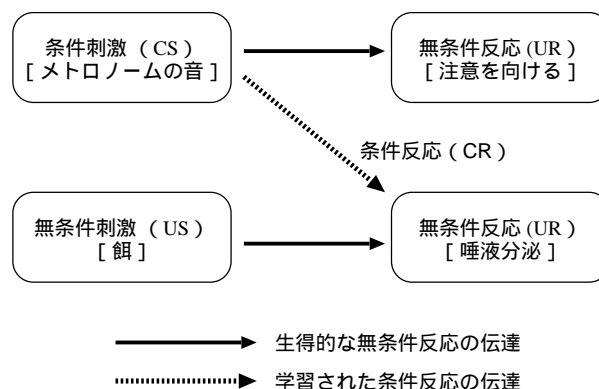 条件刺激 （CS）
[ メトロノームの音 ]
無条件反応 (UR )
[ 注意を向ける ]
条件反応（ CR）
無条件刺激 （US ）
[ 餌 ]
無条件反応 (UR )
[ 唾液分泌 ]
生得的な無条件反応の伝達
学習された条件反応の伝達